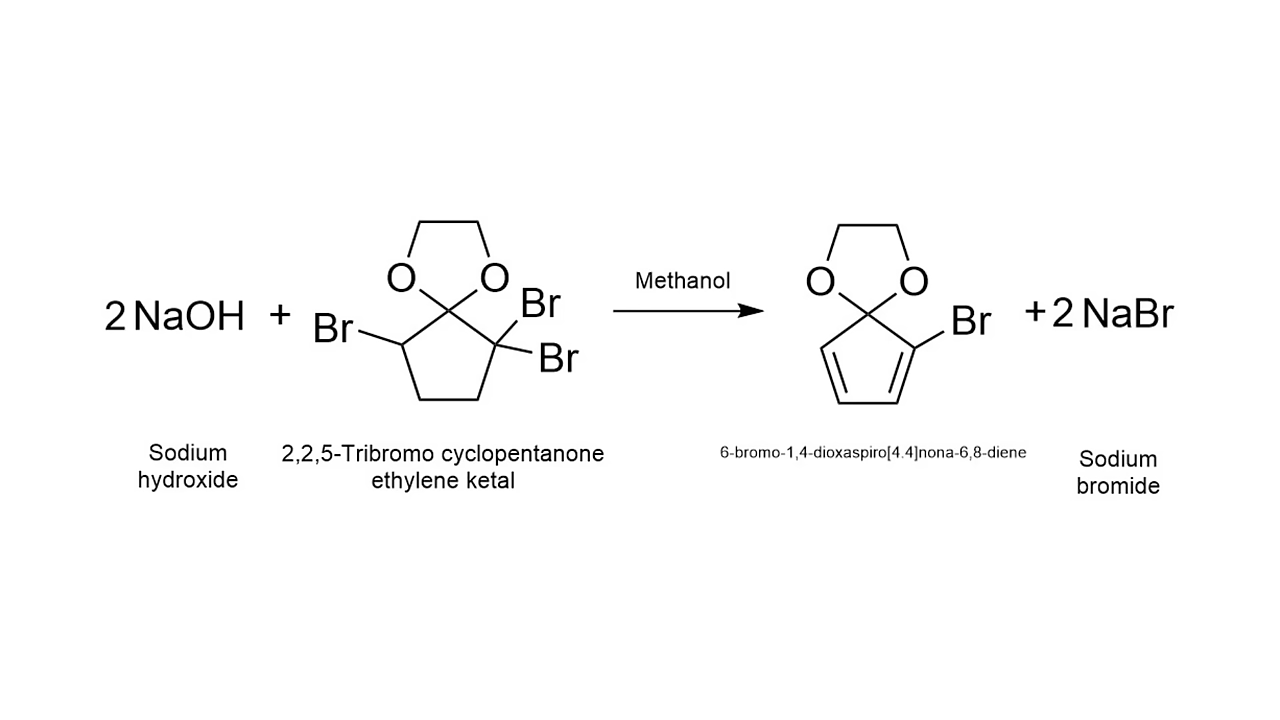 O O
Br
Br
Br
2 NaOH +
Methanol
O O
Br
+2 NaBr
Sodium
hydroxide
2,2,5-Tribromo cyclopentanone
ethylene ketal
6-bromo-1,4-dioxaspiro[4.4]nona-6,8-diene
Sodium
bromide